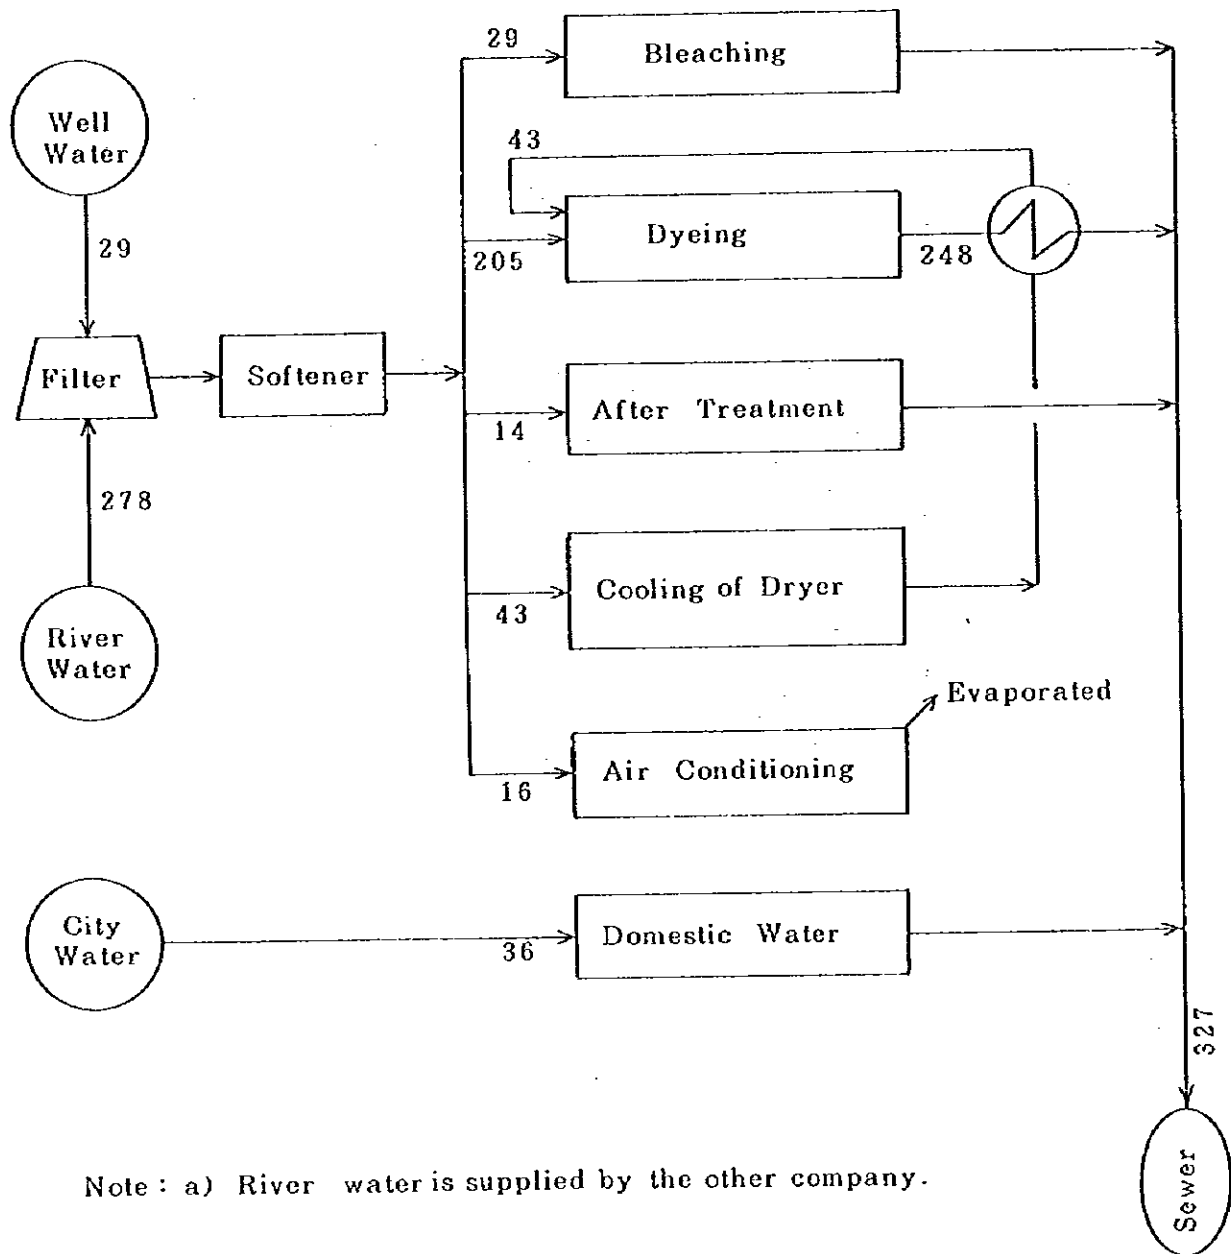 29
Bleaching
Well
Water
43
29
Dyeing
205
248
Filter
Softener
After Treatment
14
278
Cooling of Dryer
43
River
Water
Evaporated
Air Conditioning
16
City
Water
Domestic Water
36
327
Sewer
Note : a) River water is supplied by the other company.